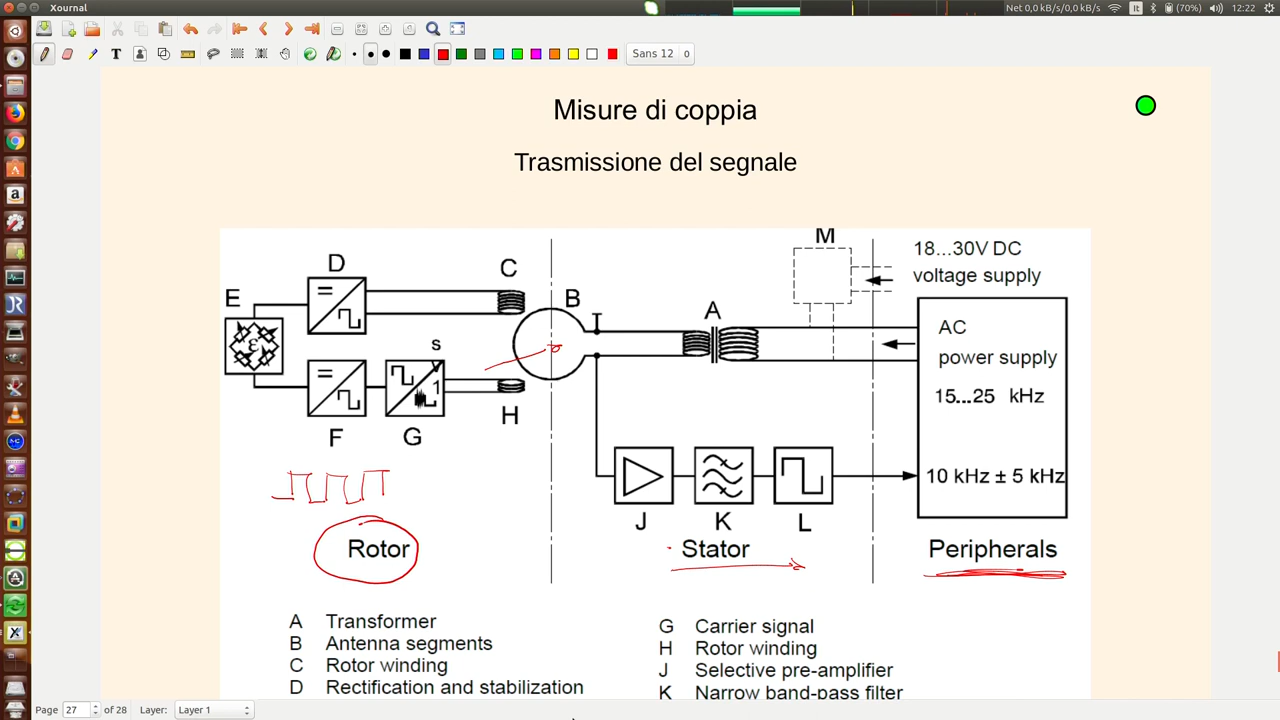 Xournal
Net 0,0 kB/s/0,0 kB/s
It
(70%)
12:22
T
Sans 12
0
Misure di coppia
Trasmissione del segnale
M
18...30V DC
voltage supply
D
C
B
E
A
AC
power supply
15...25 kHz
s
ε
1
H
F
G
10 kHz ± 5 kHz
J
K
L
Rotor
Stator
Peripherals
A Transformer
B Antenna segments
C Rotor winding
D Rectification and stabilization
G Carrier signal
H Rotor winding
J Selective pre-amplifier
K Narrow band-pass filter
Page 27 of 28 Layer: Layer 1